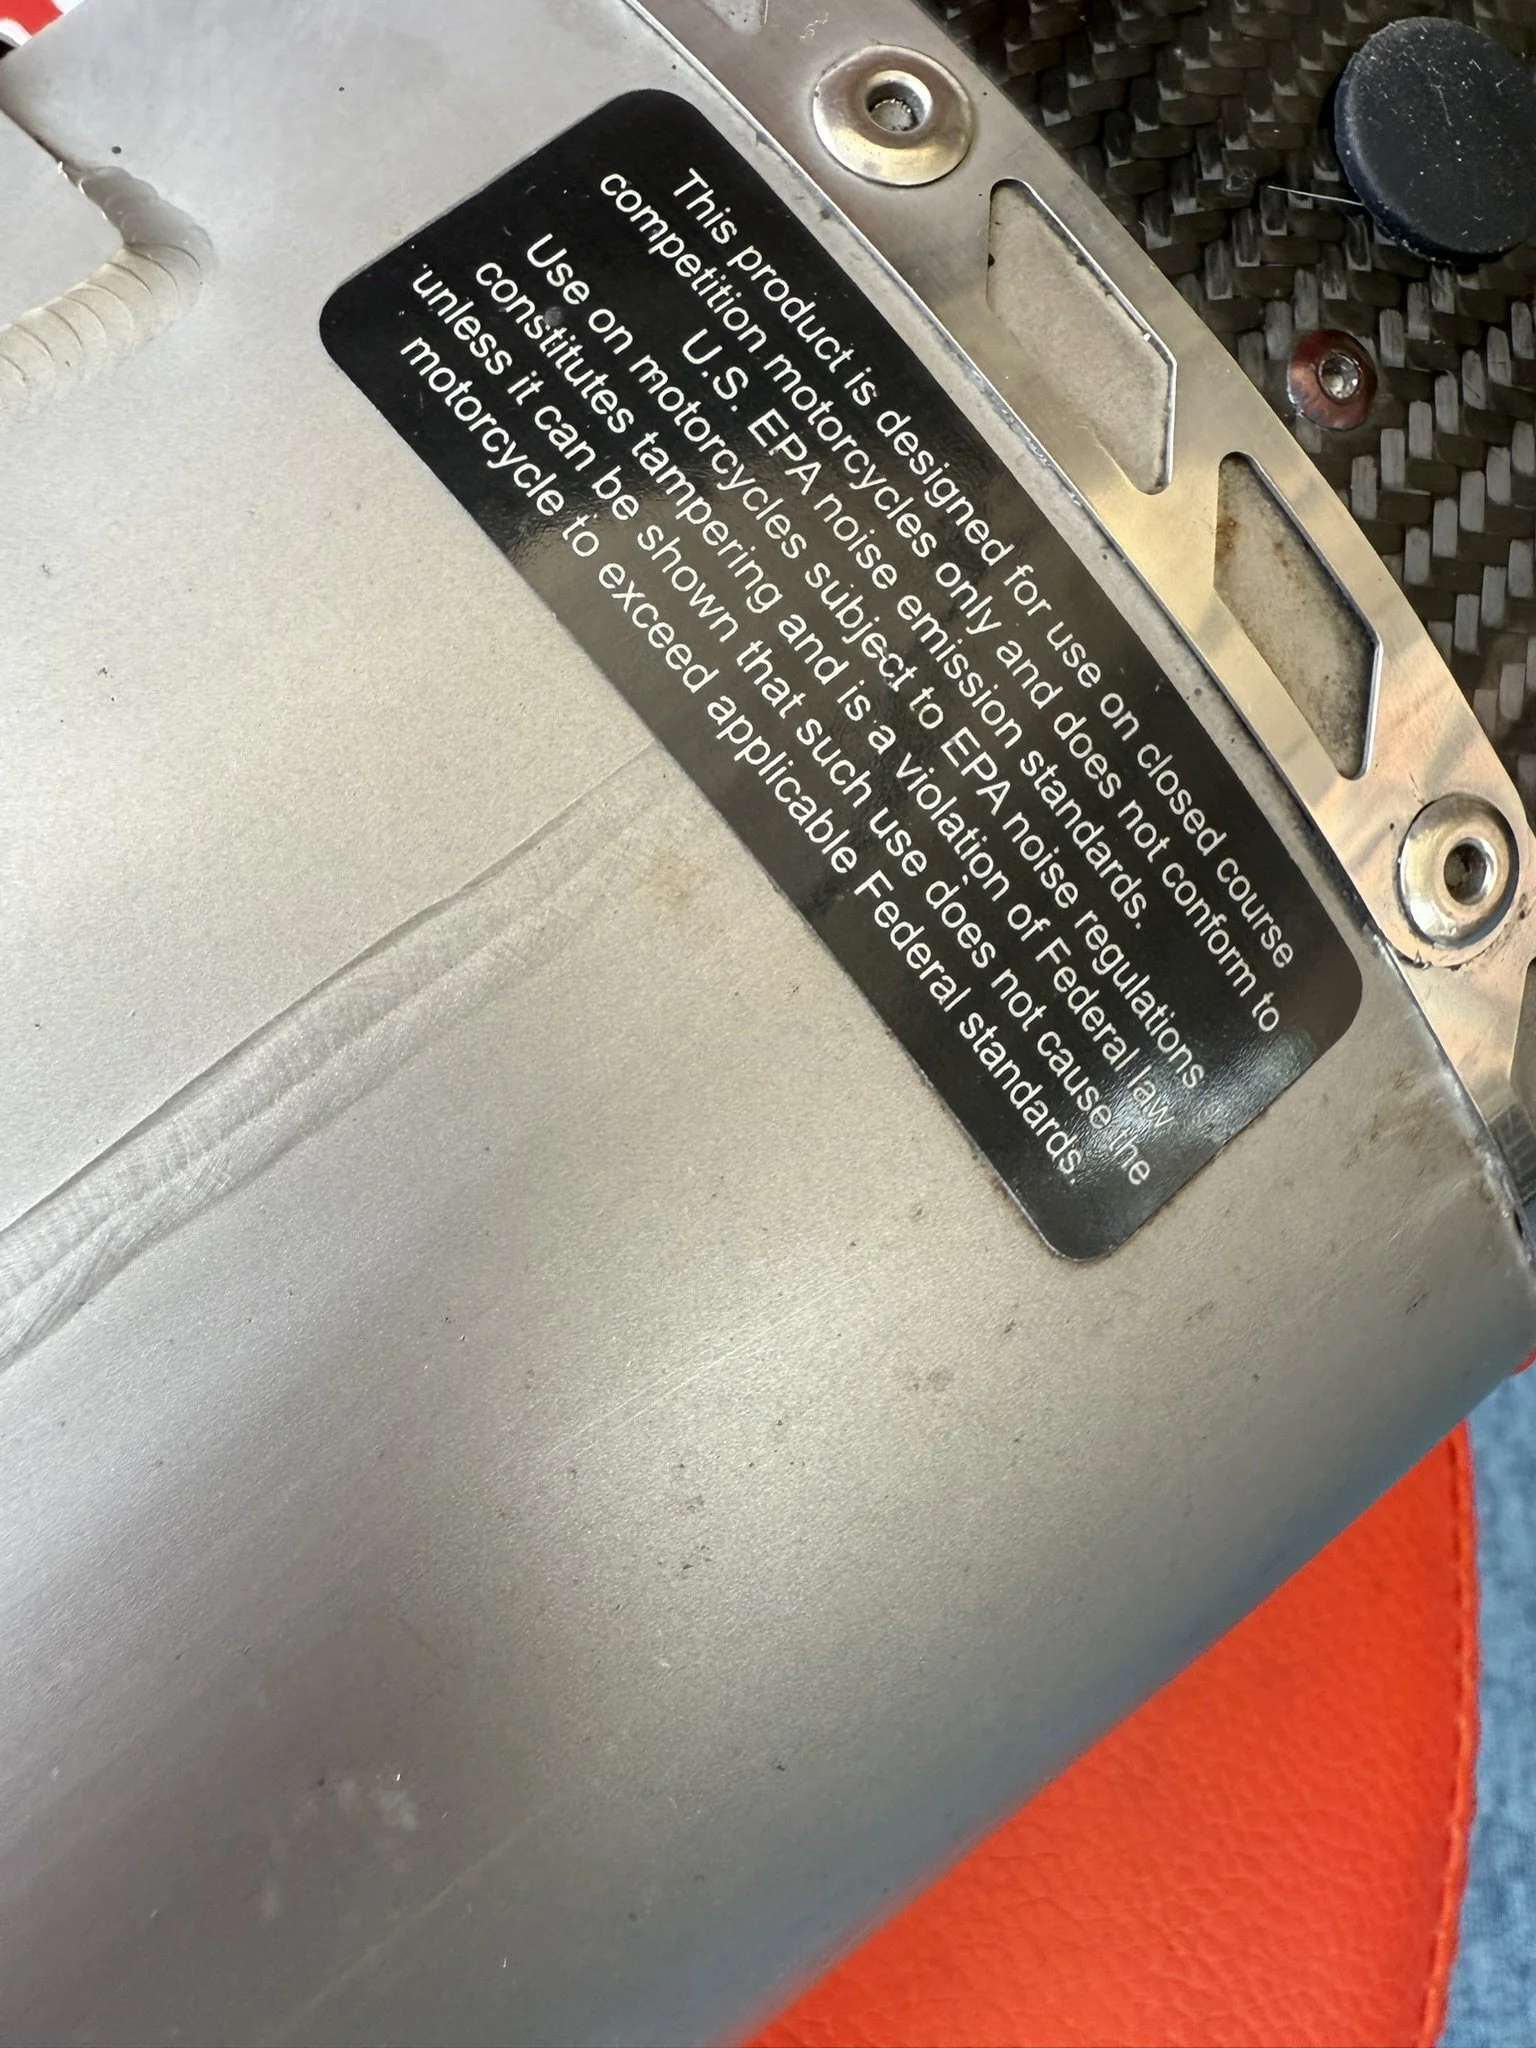 This product is designed for use on closed course
competition motorcycles only and does not conform to
U.S. EPA noise emission standards.
Use on motorcycles subject to EPA noise regulations
constitutes tampering and is a violation of Federal law
unless it can be shown that such use does not cause the
motorcycle to exceed applicable Federal standards.